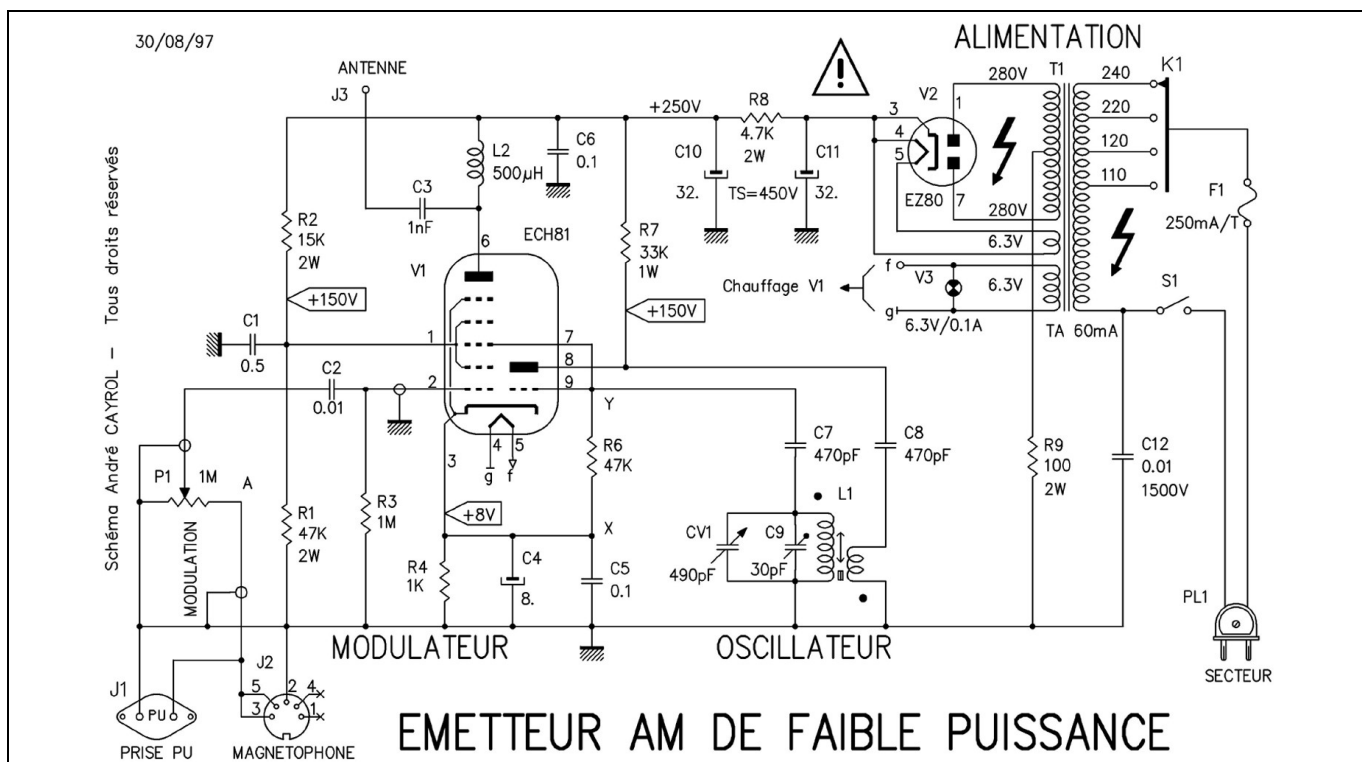 30/08/97
ALIMENTATION
ANTENNE
J3
Schéma André CAYROL – Tous droits réservés
+250V
R8
4.7K
2W
V2
3
4
5
1
7
EZ80
280V
280V
T1
240
220
120
110
K1
F1
250mA/T
L2
500µH
C6
0.1
C10
32.
TS=450V
C11
32.
C3
1nF
R2
15K
2W
+150V
6
ECH81
V1
R7
33K
1W
+150V
6.3V
Chauffage V1
f
g
V3
6.3V
6.3V/0.1A
TA 60mA
S1
C1
0.5
1
7
8
2
9
C2
0.01
Y
3
4
5
g
f
R6
47K
C7
470pF
C8
470pF
R9
100
2W
C12
0.01
1500V
P1
1M
A
MODULATION
R1
47K
2W
R3
1M
+8V
X
R4
1K
C4
8.
C5
0.1
CV1
490pF
C9
30pF
L1
PL1
SECTEUR
MODULATEUR
OSCILLATEUR
J1
PU
PRISE PU
J2
5
2
4
3
1
MAGNETOPHONE
EMETTEUR AM DE FAIBLE PUISSANCE